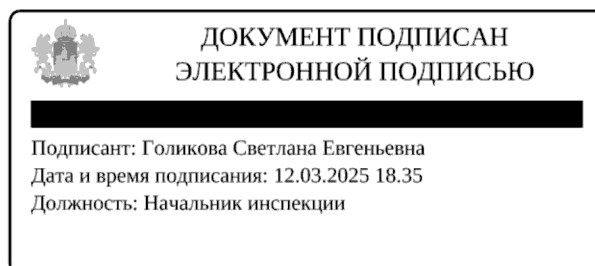 ДОКУМЕНТ ПОДПИСАН
ЭЛЕКТРОННОЙ ПОДПИСЬЮ
Подписант: Голикова Светлана Евгеньевна
Дата и время подписания: 12.03.2025 18.35
Должность: Начальник инспекции